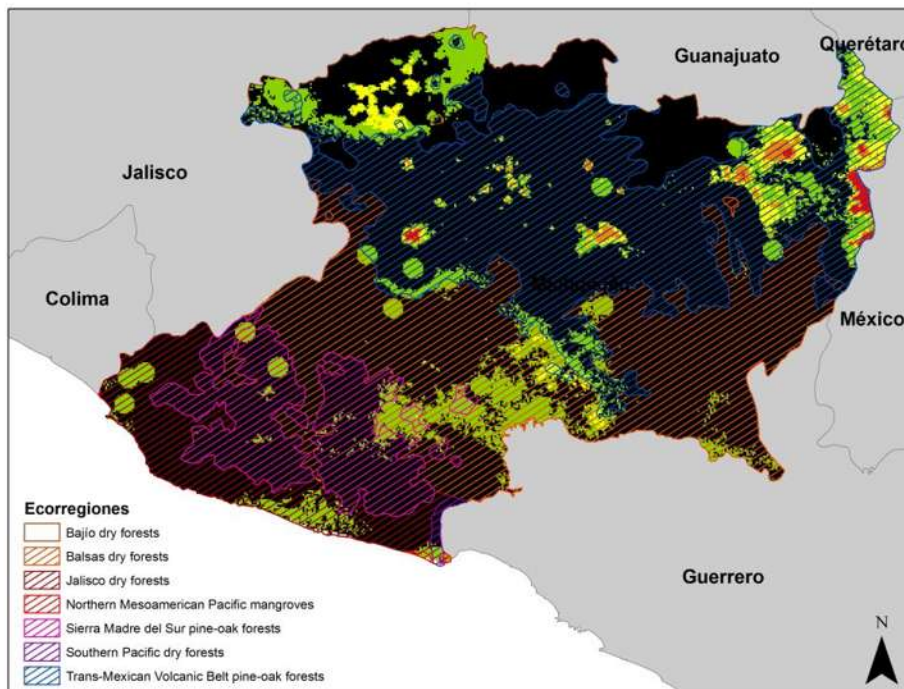 Guanajuato
Querétaro
Jalisco
Colima
México
Guerrero
N
Ecorregiones
Bajío dry forests
Balsas dry forests
Jalisco dry forests
Northern Mesoamerican Pacific mangroves
Sierra Madre del Sur pine-oak forests
Southern Pacific dry forests
Trans-Mexican Volcanic Belt pine-oak forests